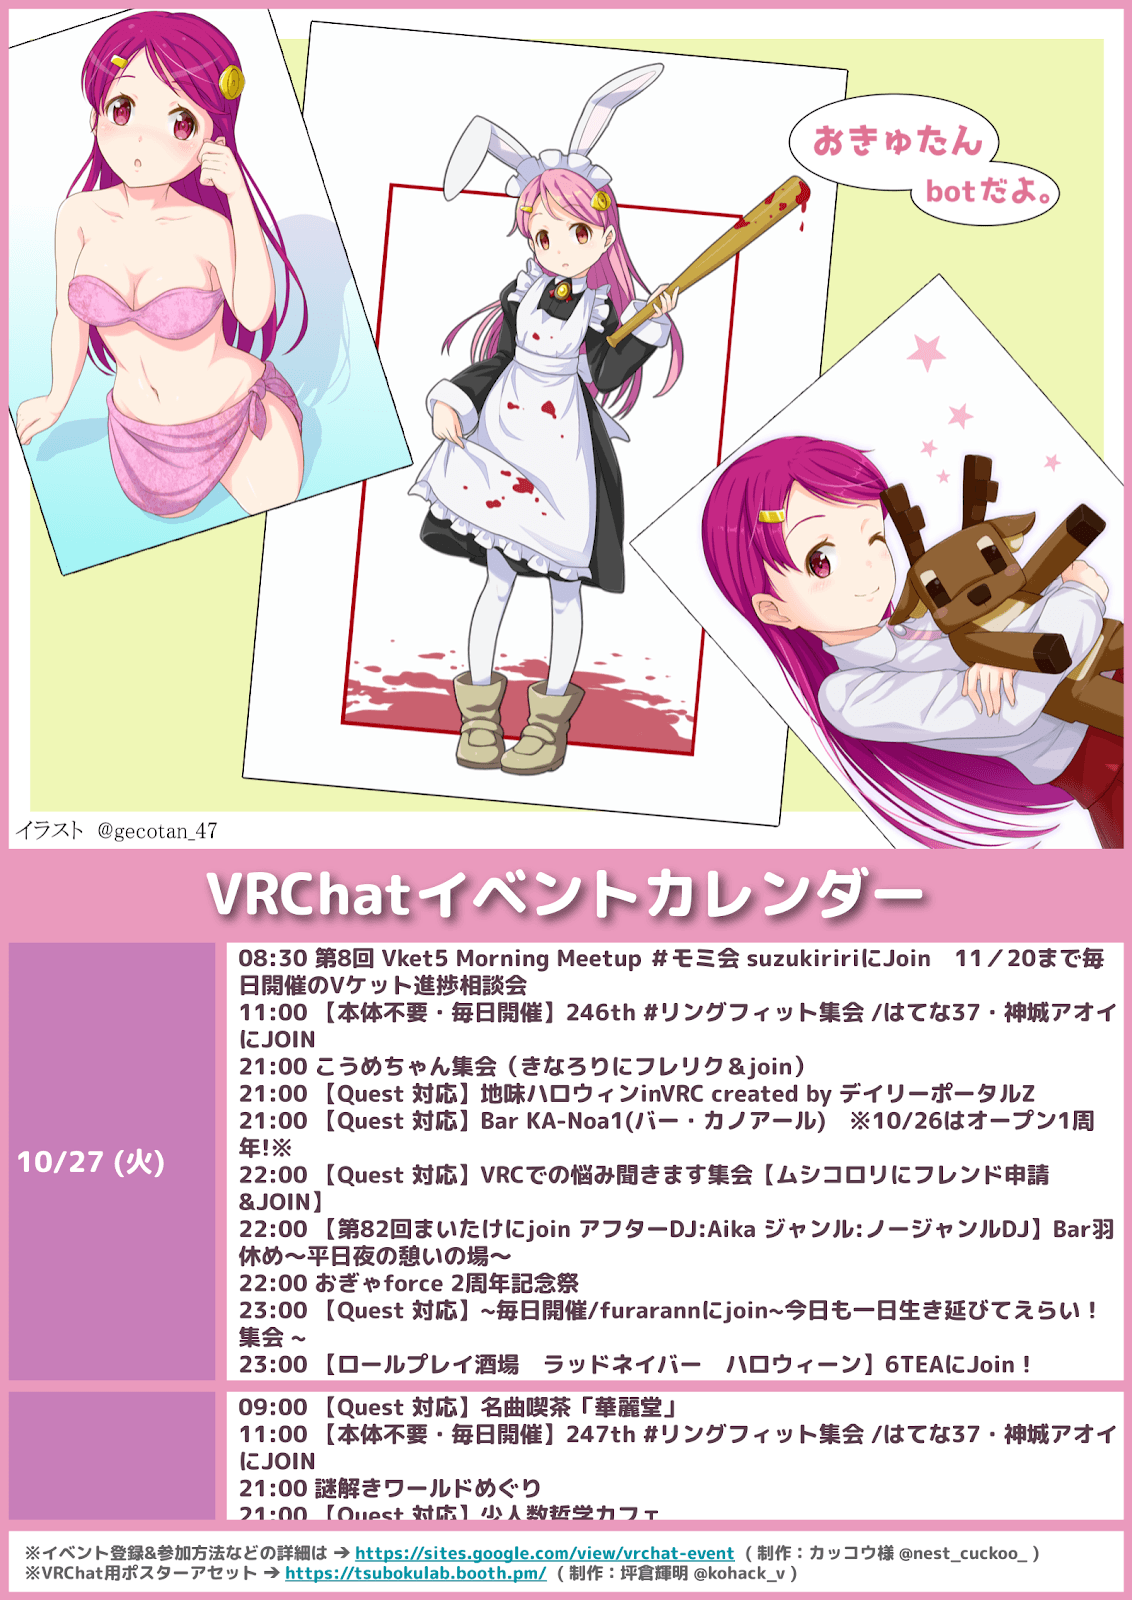 おきゅたん
botだよ。
イラスト @gecotan_47
VRChatイベントカレンダー
10/27 (火)
08:30 第8回 Vket5 Morning Meetup ＃モミ会 suzukiririにJoin　11／20まで毎
日開催のVケット進捗相談会
11:00 【本体不要・毎日開催】246th #リングフィット集会 /はてな37・神城アオイ
にJOIN
21:00 こうめちゃん集会（きなろりにフレリク＆join）
21:00 【Quest 対応】地味ハロウィンinVRC created by デイリーポータルZ
21:00 【Quest 対応】Bar KA-Noa1(バー・カノアール)　※10/26はオープン1周
年!※
22:00 【Quest 対応】VRCでの悩み聞きます集会【ムシコロリにフレンド申請
&JOIN】
22:00 【第82回まいたけにjoin アフターDJ:Aika ジャンル:ノージャンルDJ】Bar羽
休め～平日夜の憩いの場～
22:00 おぎゃforce 2周年記念祭
23:00 【Quest 対応】~毎日開催/furarannにjoin~今日も一日生き延びてえらい！
集会 ~
23:00 【ロールプレイ酒場　ラッドネイバー　ハロウィーン】6TEAにJoin！
09:00 【Quest 対応】名曲喫茶「華麗堂」
11:00 【本体不要・毎日開催】247th #リングフィット集会 /はてな37・神城アオイ
にJOIN
21:00 謎解きワールドめぐり
21:00 【Quest 対応】少人数哲学カフェ
※イベント登録&参加方法などの詳細は → https://sites.google.com/view/vrchat-event ( 制作：カッコウ様 @nest_cuckoo_ )
※VRChat用ポスターアセット → https://tsubokulab.booth.pm/ ( 制作：坪倉輝明 @kohack_v )